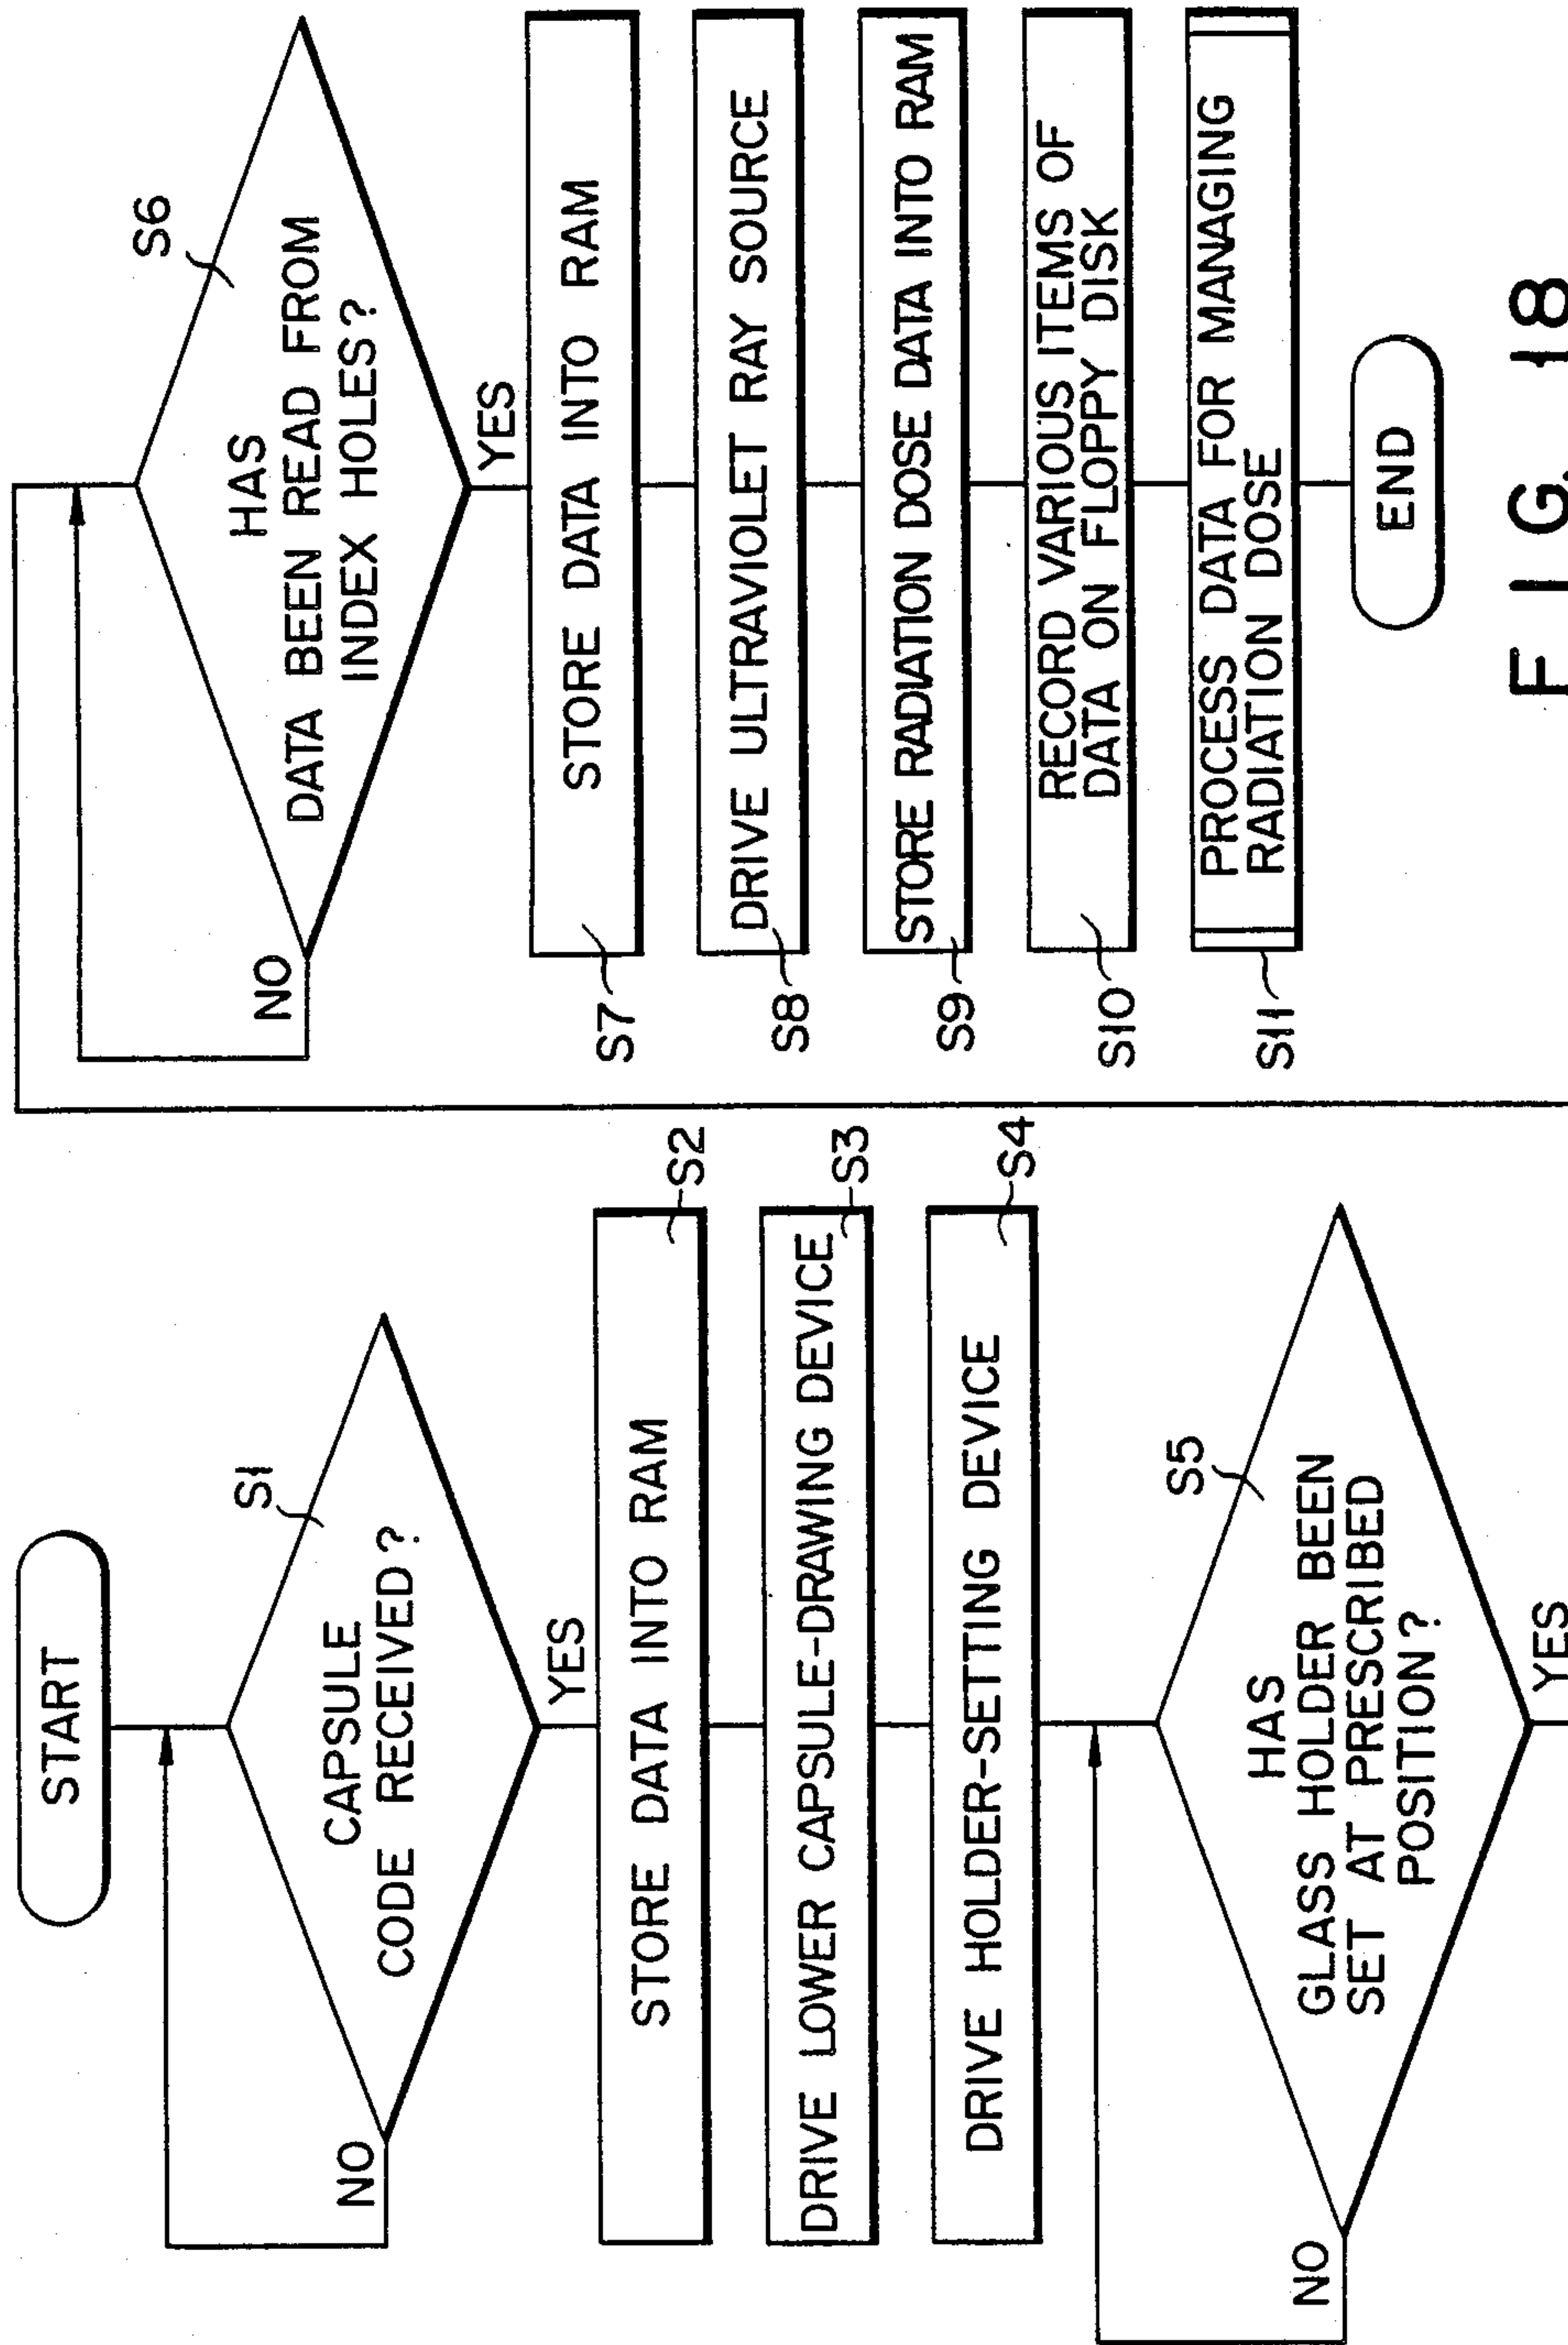 START
S1
CAPSULE
CODE RECEIVED?
NO
YES
STORE DATA INTO RAM
S2
DRIVE LOWER CAPSULE-DRAWING DEVICE
S3
DRIVE HOLDER-SETTING DEVICE
S4
S5
HAS
GLASS HOLDER BEEN
SET AT PRESCRIBED
POSITION?
NO
YES
S6
HAS
DATA BEEN READ FROM
INDEX HOLES?
NO
YES
STORE DATA INTO RAM
S7
DRIVE ULTRAVIOLET RAY SOURCE
S8
STORE RADIATION DOSE DATA INTO RAM
S9
RECORD VARIOUS ITEMS OF
DATA ON FLOPPY DISK
S10
PROCESS DATA FOR MANAGING
RADIATION DOSE
S11
END
FIG. 18